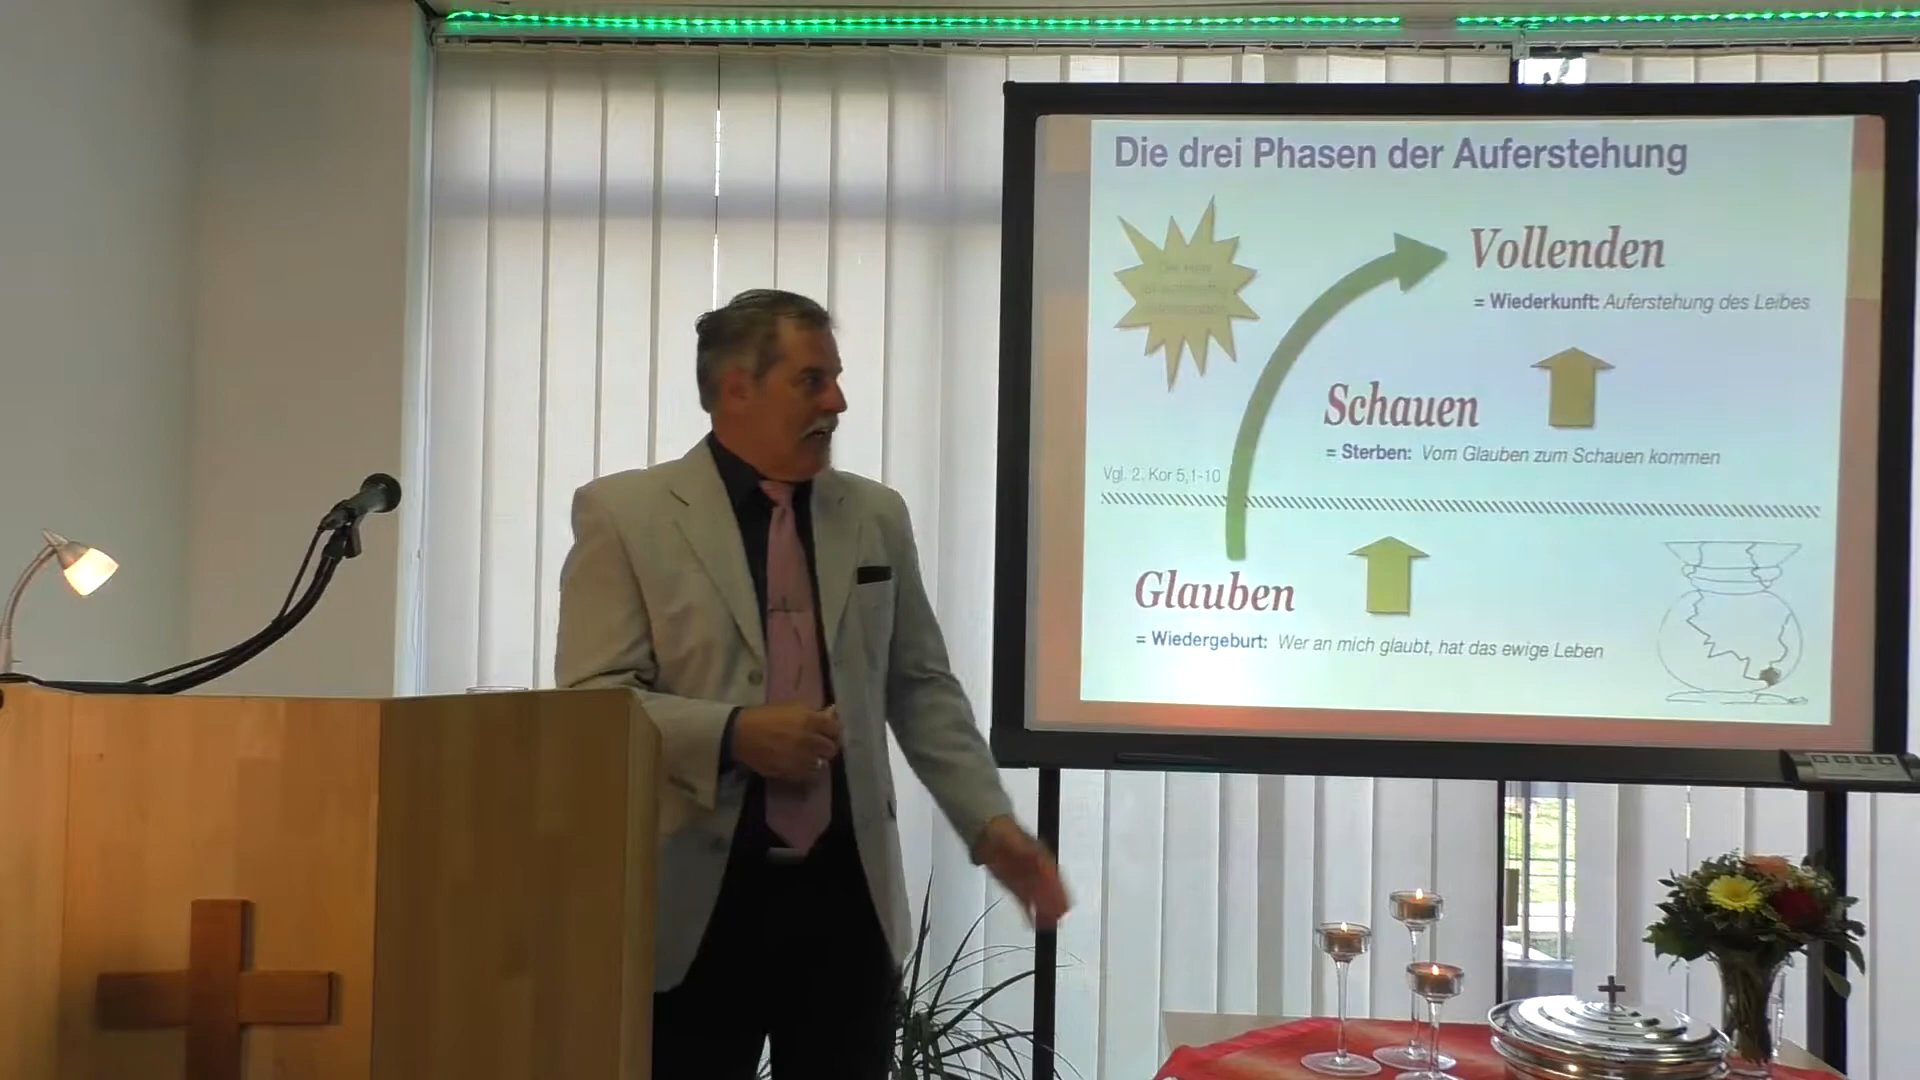 Die drei Phasen der Auferstehung
Vollenden
= Wiederkunft: Auferstehung des Leibes
Schauen
= Sterben: Vom Glauben zum Schauen kommen
Vgl. 2. Kor 5,1-10
Glauben
= Wiedergeburt: Wer an mich glaubt, hat das ewige Leben